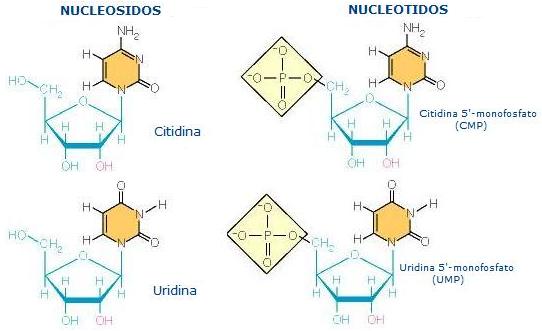 NUCLEOSIDOS
NUCLEOTIDOS
NH2
H
N
H
N
O
HO
CH2
O
H
H
H
H
OH
OH
Citidina
NH2
-O
-O
P
O
CH2
O
H
N
H
N
O
O
H
H
H
H
OH
OH
Citidina 5'-monofosfato
(CMP)
O
H
N
H
H
N
O
HO
CH2
O
H
H
H
H
OH
OH
Uridina
O
-O
-O
P
O
CH2
O
H
N
H
H
N
O
O
H
H
H
H
OH
OH
Uridina 5'-monofosfato
(UMP)